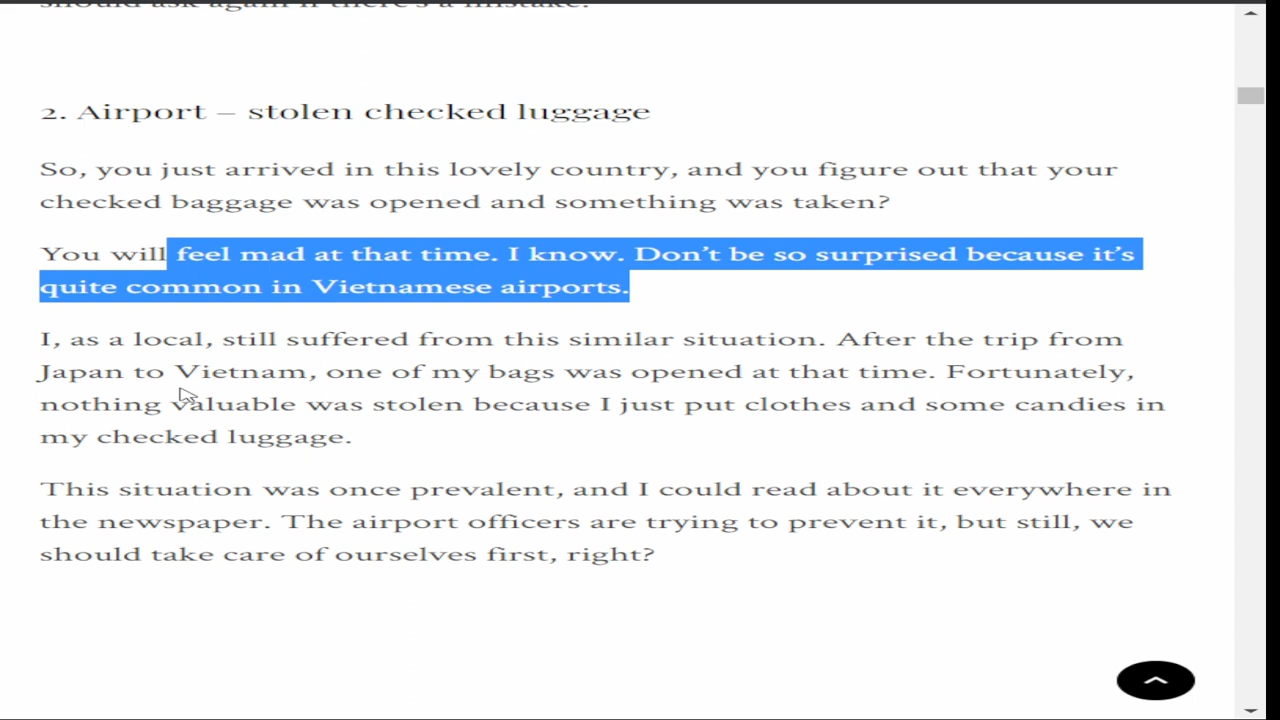 should ask again if there's a mistake.
2. Airport – stolen checked luggage
So, you just arrived in this lovely country, and you figure out that your
checked baggage was opened and something was taken?
You will feel mad at that time. I know. Don’t be so surprised because it’s
quite common in Vietnamese airports.
I, as a local, still suffered from this similar situation. After the trip from
Japan to Vietnam, one of my bags was opened at that time. Fortunately,
nothing valuable was stolen because I just put clothes and some candies in
my checked luggage.
This situation was once prevalent, and I could read about it everywhere in
the newspaper. The airport officers are trying to prevent it, but still, we
should take care of ourselves first, right?